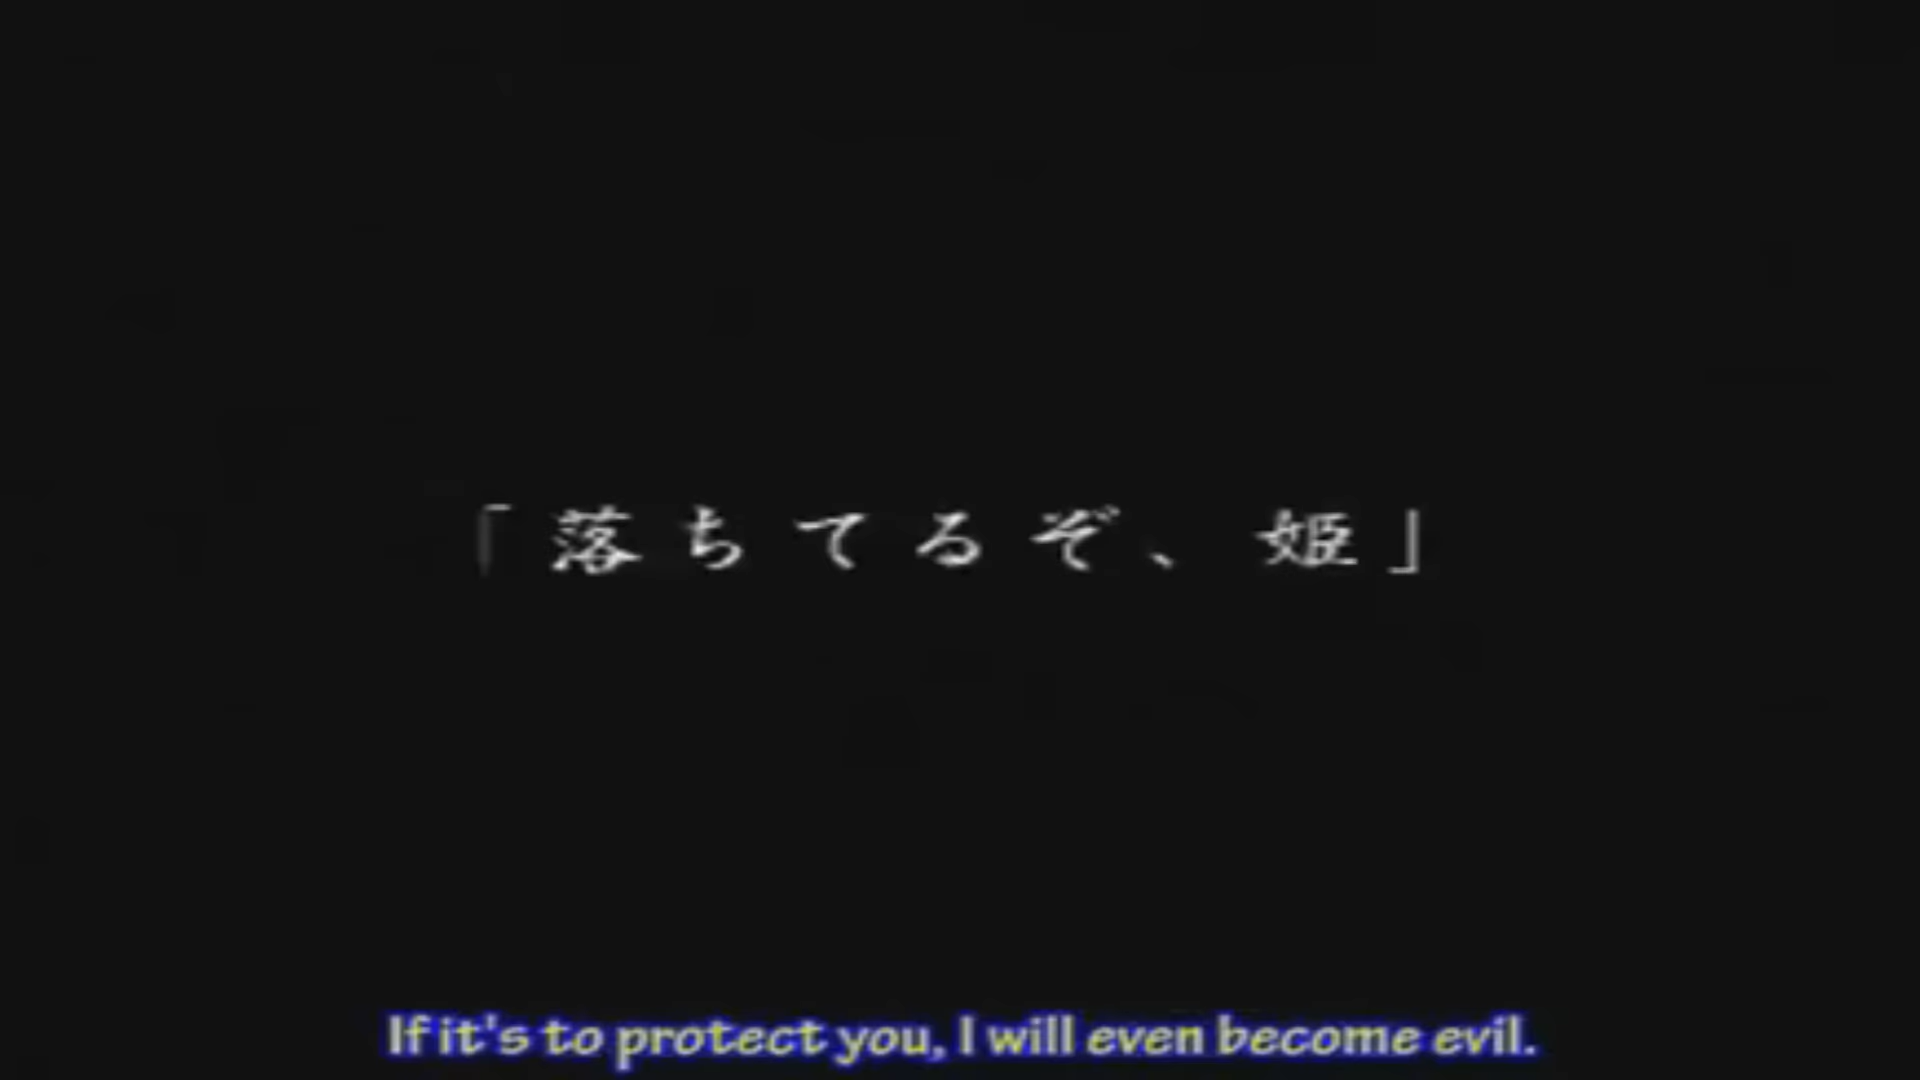 「落ちてるぞ、姫」
If it's to protect you, I will even become evil.